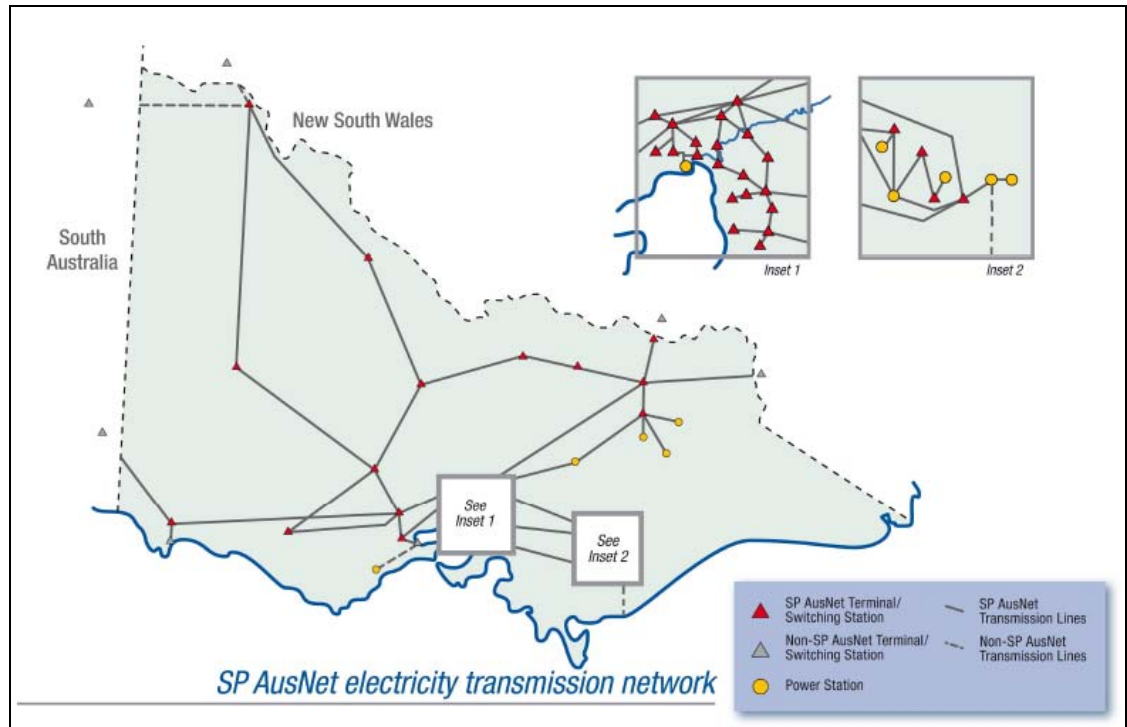 New South Wales
South
Australia
Inset 1
Inset 2
See
Inset 1
See
Inset 2
SP AusNet electricity transmission network
SP AusNet Terminal/
Switching Station
Non-SP AusNet Terminal/
Switching Station
Power Station
SP AusNet
Transmission Lines
Non-SP AusNet
Transmission Lines